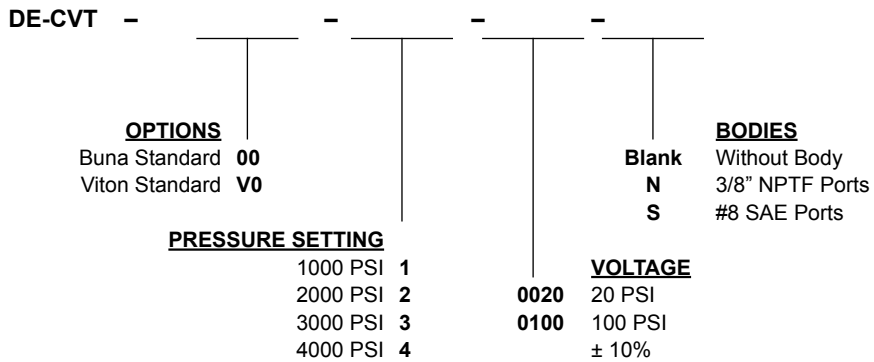 DE-CVT – – – –
OPTIONS
Buna Standard 00
Viton Standard V0
PRESSURE SETTING
1000 PSI 1
2000 PSI 2
3000 PSI 3
4000 PSI 4
VOLTAGE
0020 20 PSI
0100 100 PSI
± 10%
BODIES
Blank Without Body
N 3/8” NPTF Ports
S #8 SAE Ports